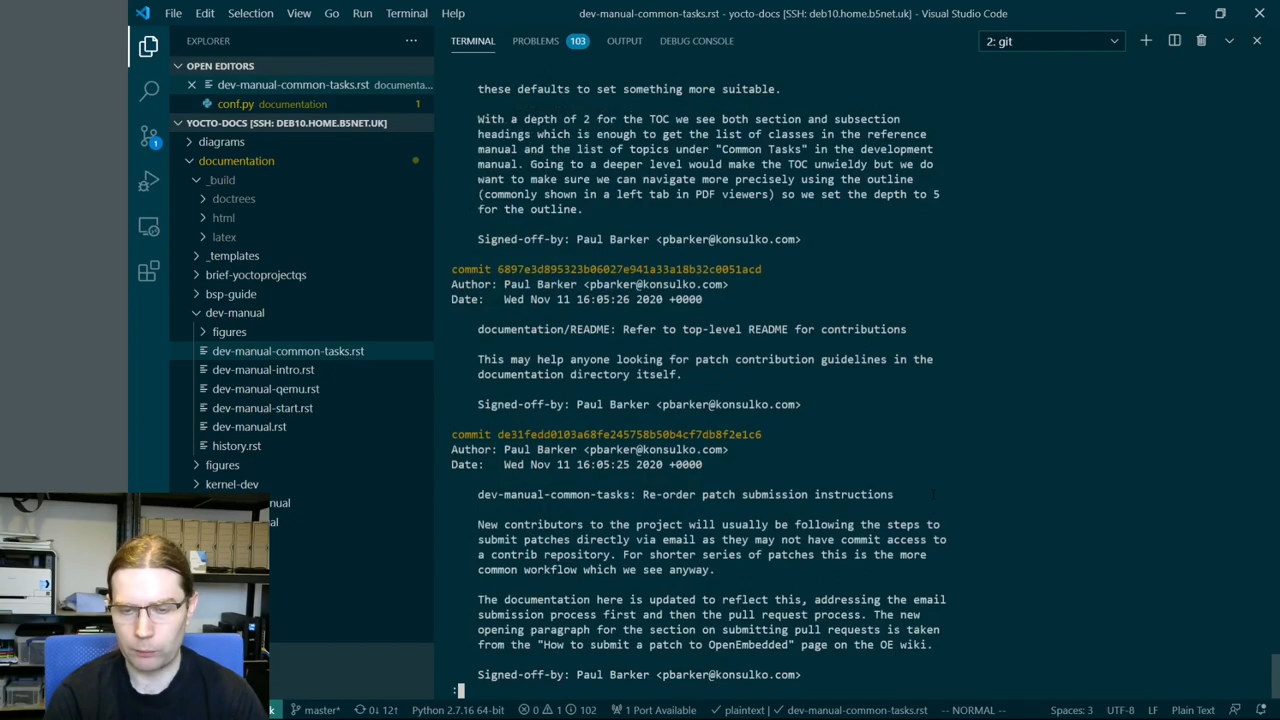 File Edit Selection View Go Run Terminal Help
dev-manual-common-tasks.rst - yocto-docs [SSH: deb10.home.b5net.uk] - Visual Studio Code
EXPLORER
OPEN EDITORS
dev-manual-common-tasks.rst documenta...
conf.py documentation 1
YOCTO-DOCS [SSH: DEB10.HOME.B5NET.UK]
diagrams
documentation
_build
doctrees
html
latex
_templates
brief-yoctoprojectqs
bsp-guide
dev-manual
figures
dev-manual-common-tasks.rst
dev-manual-intro.rst
dev-manual-qemu.rst
dev-manual-start.rst
dev-manual.rst
history.rst
figures
kernel-dev
TERMINAL PROBLEMS 103 OUTPUT DEBUG CONSOLE
2: git
these defaults to set something more suitable.
With a depth of 2 for the TOC we see both section and subsection
headings which is enough to get the list of classes in the reference
manual and the list of topics under "Common Tasks" in the development
manual. Going to a deeper level would make the TOC unwieldy but we do
want to make sure we can navigate more precisely using the outline
(commonly shown in a left tab in PDF viewers) so we set the depth to 5
for the outline.
Signed-off-by: Paul Barker <pbarker@konsulko.com>
commit 6897e3d895323b06027e941a33a18b32c0051acd
Author: Paul Barker <pbarker@konsulko.com>
Date: Wed Nov 11 16:05:26 2020 +0000
documentation/README: Refer to top-level README for contributions
This may help anyone looking for patch contribution guidelines in the
documentation directory itself.
Signed-off-by: Paul Barker <pbarker@konsulko.com>
commit de31fedd0103a68fe245758b50b4cf7db8f2e1c6
Author: Paul Barker <pbarker@konsulko.com>
Date: Wed Nov 11 16:05:25 2020 +0000
dev-manual-common-tasks: Re-order patch submission instructions
New contributors to the project will usually be following the steps to
submit patches directly via email as they may not have commit access to
a contrib repository. For shorter series of patches this is the more
common workflow which we see anyway.
The documentation here is updated to reflect this, addressing the email
submission process first and then the pull request process. The new
opening paragraph for the section on submitting pull requests is taken
from the "How to submit a patch to OpenEmbedded" page on the OE wiki.
Signed-off-by: Paul Barker <pbarker@konsulko.com>
:
master* 0↓ 12↑ Python 2.7.16 64-bit 0 1 102 1 Port Available plaintext | dev-manual-common-tasks.rst -- NORMAL -- Spaces: 3 UTF-8 LF Plain Text